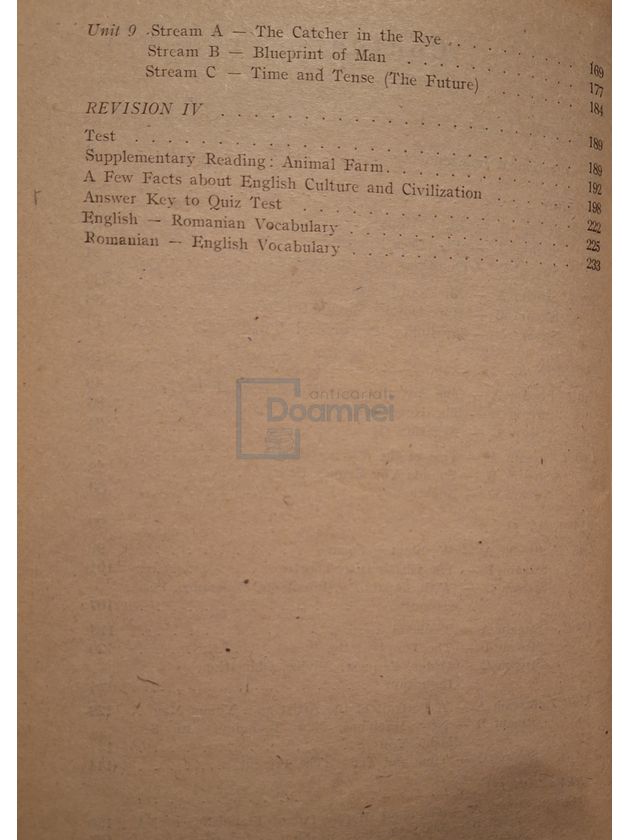 Unit 9 Stream A — The Catcher in the Rye . . . . . . . 169
Stream B — Blueprint of Man . . . . . . . . . 177
Stream C — Time and Tense (The Future) . . . . . 184
REVISION IV . . . . . . . . . . . . . . . . . . 189
Test . . . . . . . . . . . . . . . . . . . . . 189
Supplementary Reading: Animal Farm. . . . . . . . . 192
A Few Facts about English Culture and Civilization . . . . . 198
Answer Key to Quiz Test . . . . . . . . . . . . . 222
English — Romanian Vocabulary . . . . . . . . . . . 225
Romanian — English Vocabulary . . . . . . . . . . . 233
anticariat
Doamnei